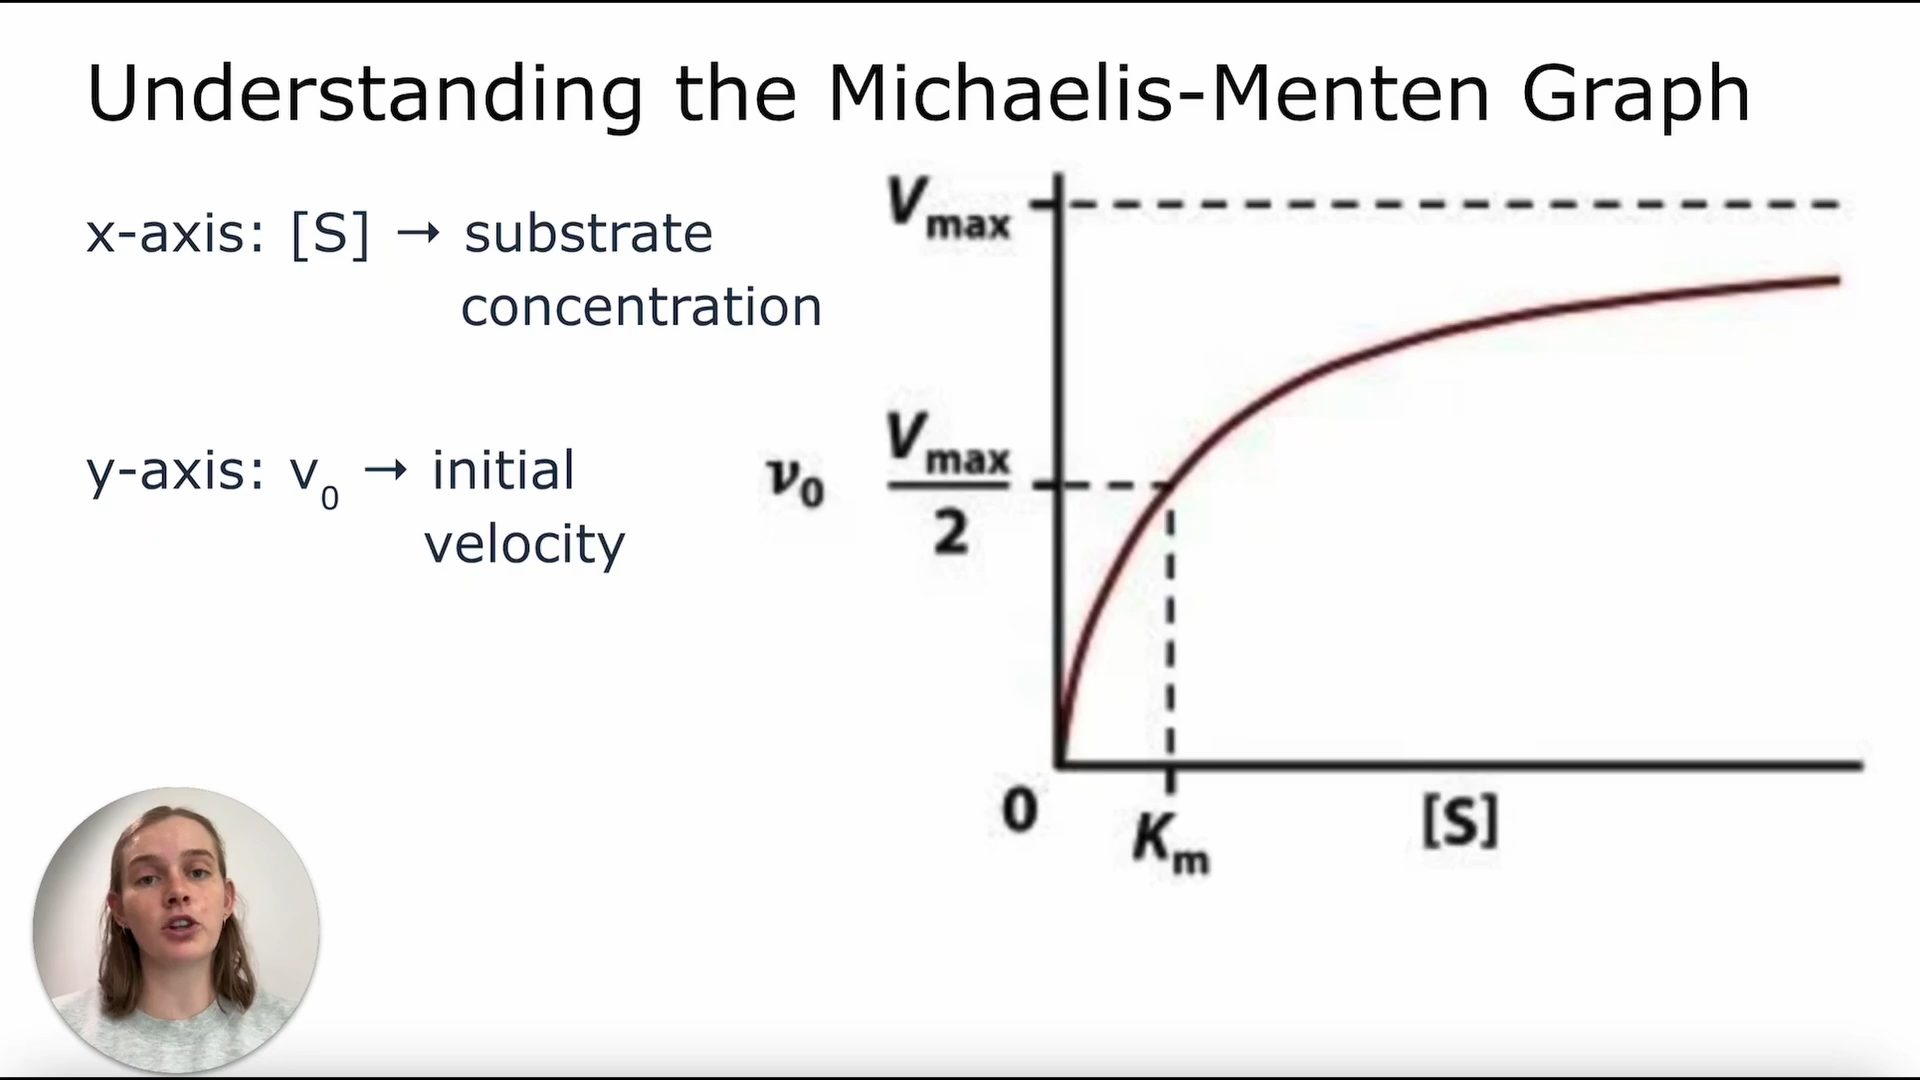 Understanding the Michaelis-Menten Graph
x-axis: [S] → substrate
concentration
y-axis: v0 → initial
velocity
Vmax
v0
Vmax
2
0
Km
[S]